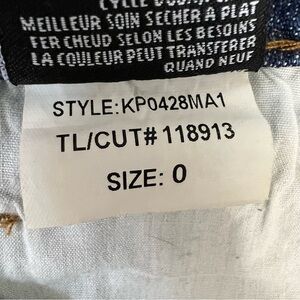 CYCLE
MEILLEUR SOIN SECHER A PLAT
FER CHEUD SELON LES BESOINS
LA COULEUR PEUT TRANSFERER
QUAND NEUF
STYLE:KP0428MA1
TL/CUT#118913
SIZE: 0